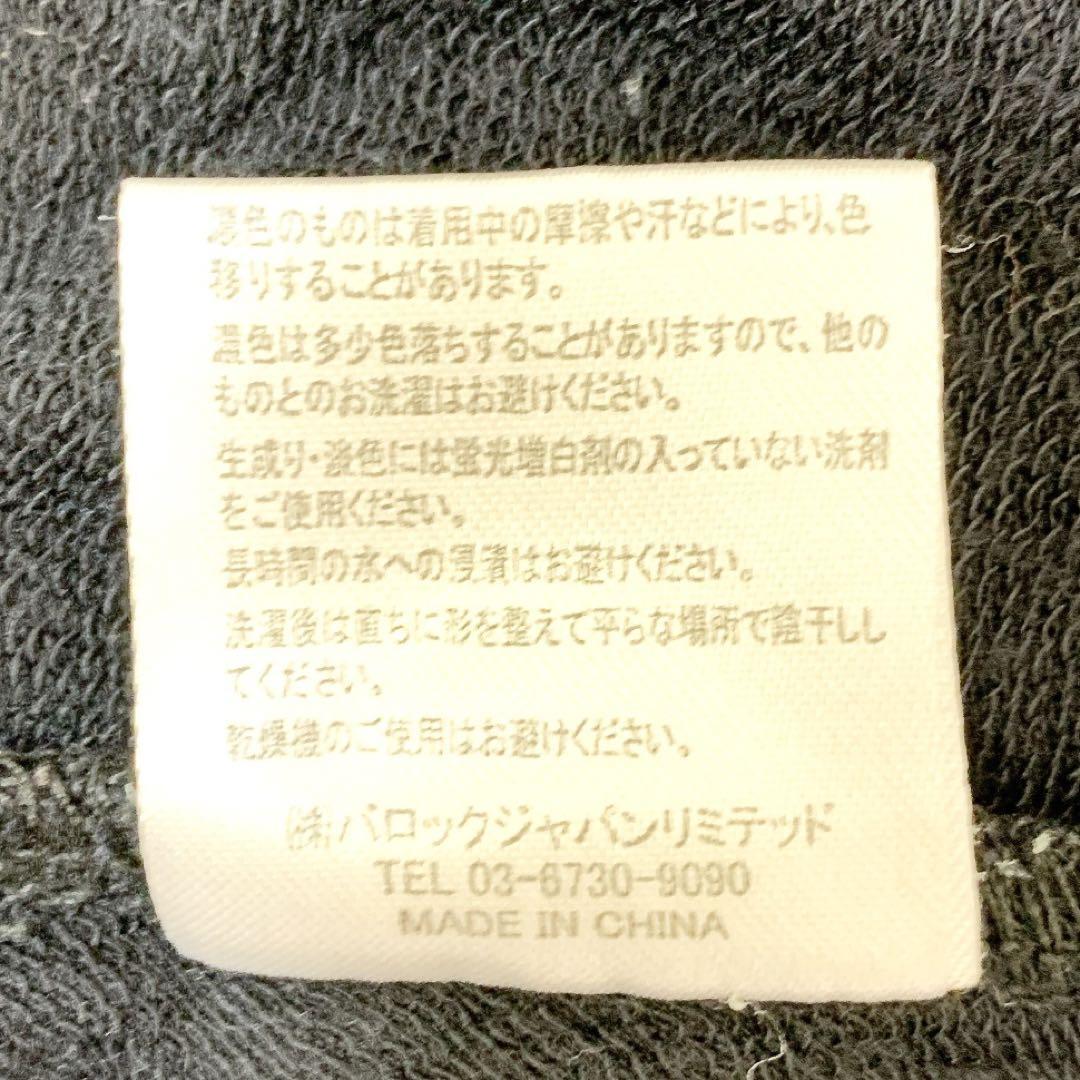 濃色のものは着用中の摩擦や汗などにより、色
移りすることがあります。
濃色は多少色落ちすることがありますので、他の
ものとのお洗濯はお避けください。
生成り・淡色には蛍光増白剤の入っていない洗剤
をご使用ください。
長時間の水への浸漬はお避けください。
洗濯後は直ちに形を整えて平らな場所で陰干しし
てください。
乾燥機のご使用はお避けください。
㈱バロックジャパンリミテッド
TEL 03-6730-9090
MADE IN CHINA